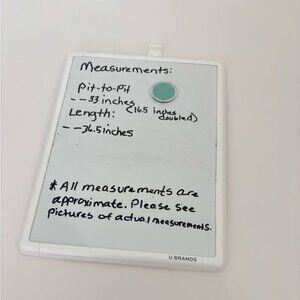 Measurements:
Pit-to-Pit
- ~33 inches (16.5 inches doubled)
Length:
- ~36.5 inches
* All measurements are
approximate. Please see
pictures of actual measurements.
U BRANDS